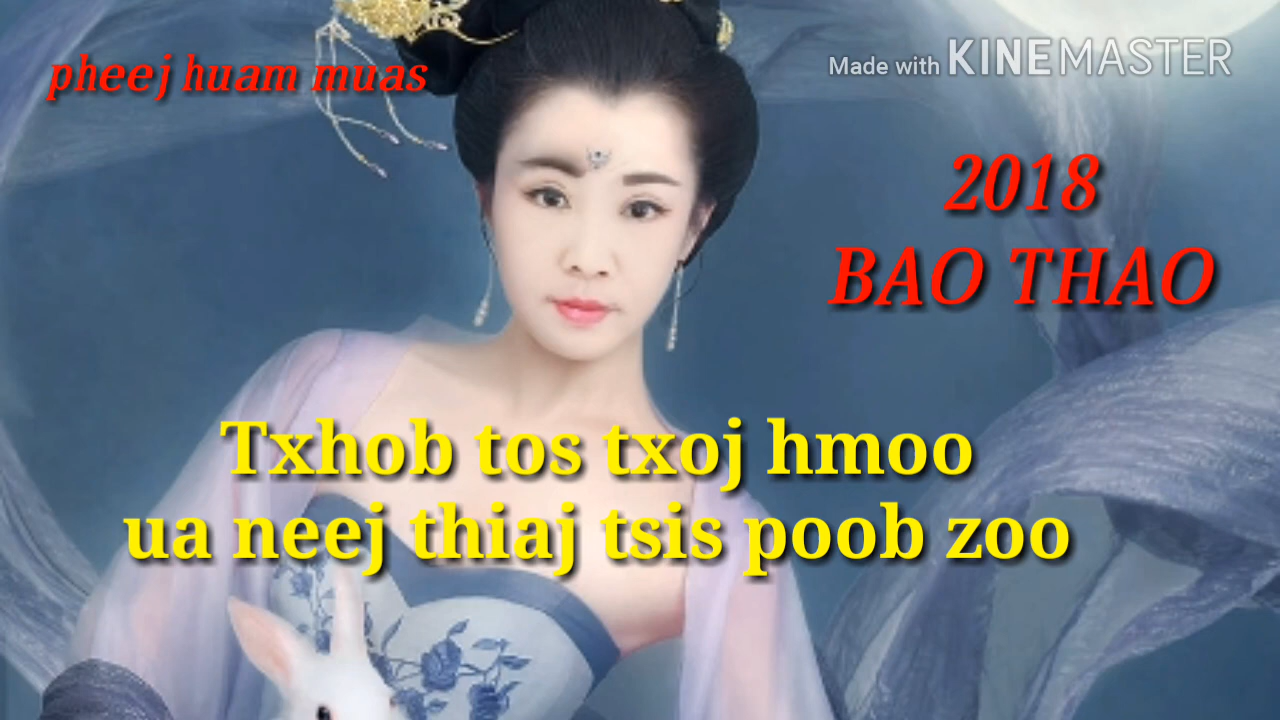 pheej huam muas
Made with KINEMASTER
2018
BAO THAO
Txhob tos txoj hmoo
ua neej thiaj tsis poob zoo